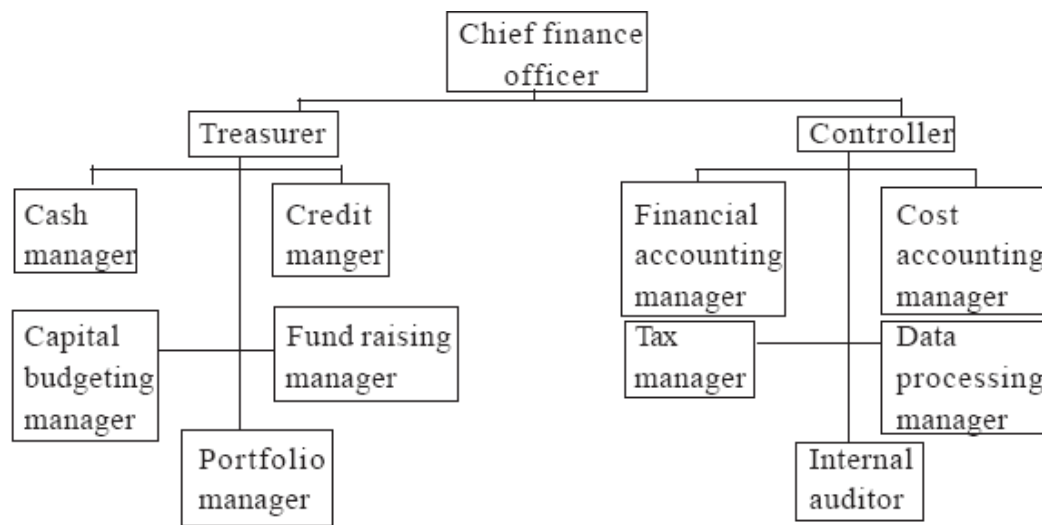 Chief finance
officer
Treasurer
Controller
Cash
manager
Credit
manger
Financial
accounting
manager
Cost
accounting
manager
Capital
budgeting
manager
Fund raising
manager
Tax
manager
Data
processing
manager
Portfolio
manager
Internal
auditor